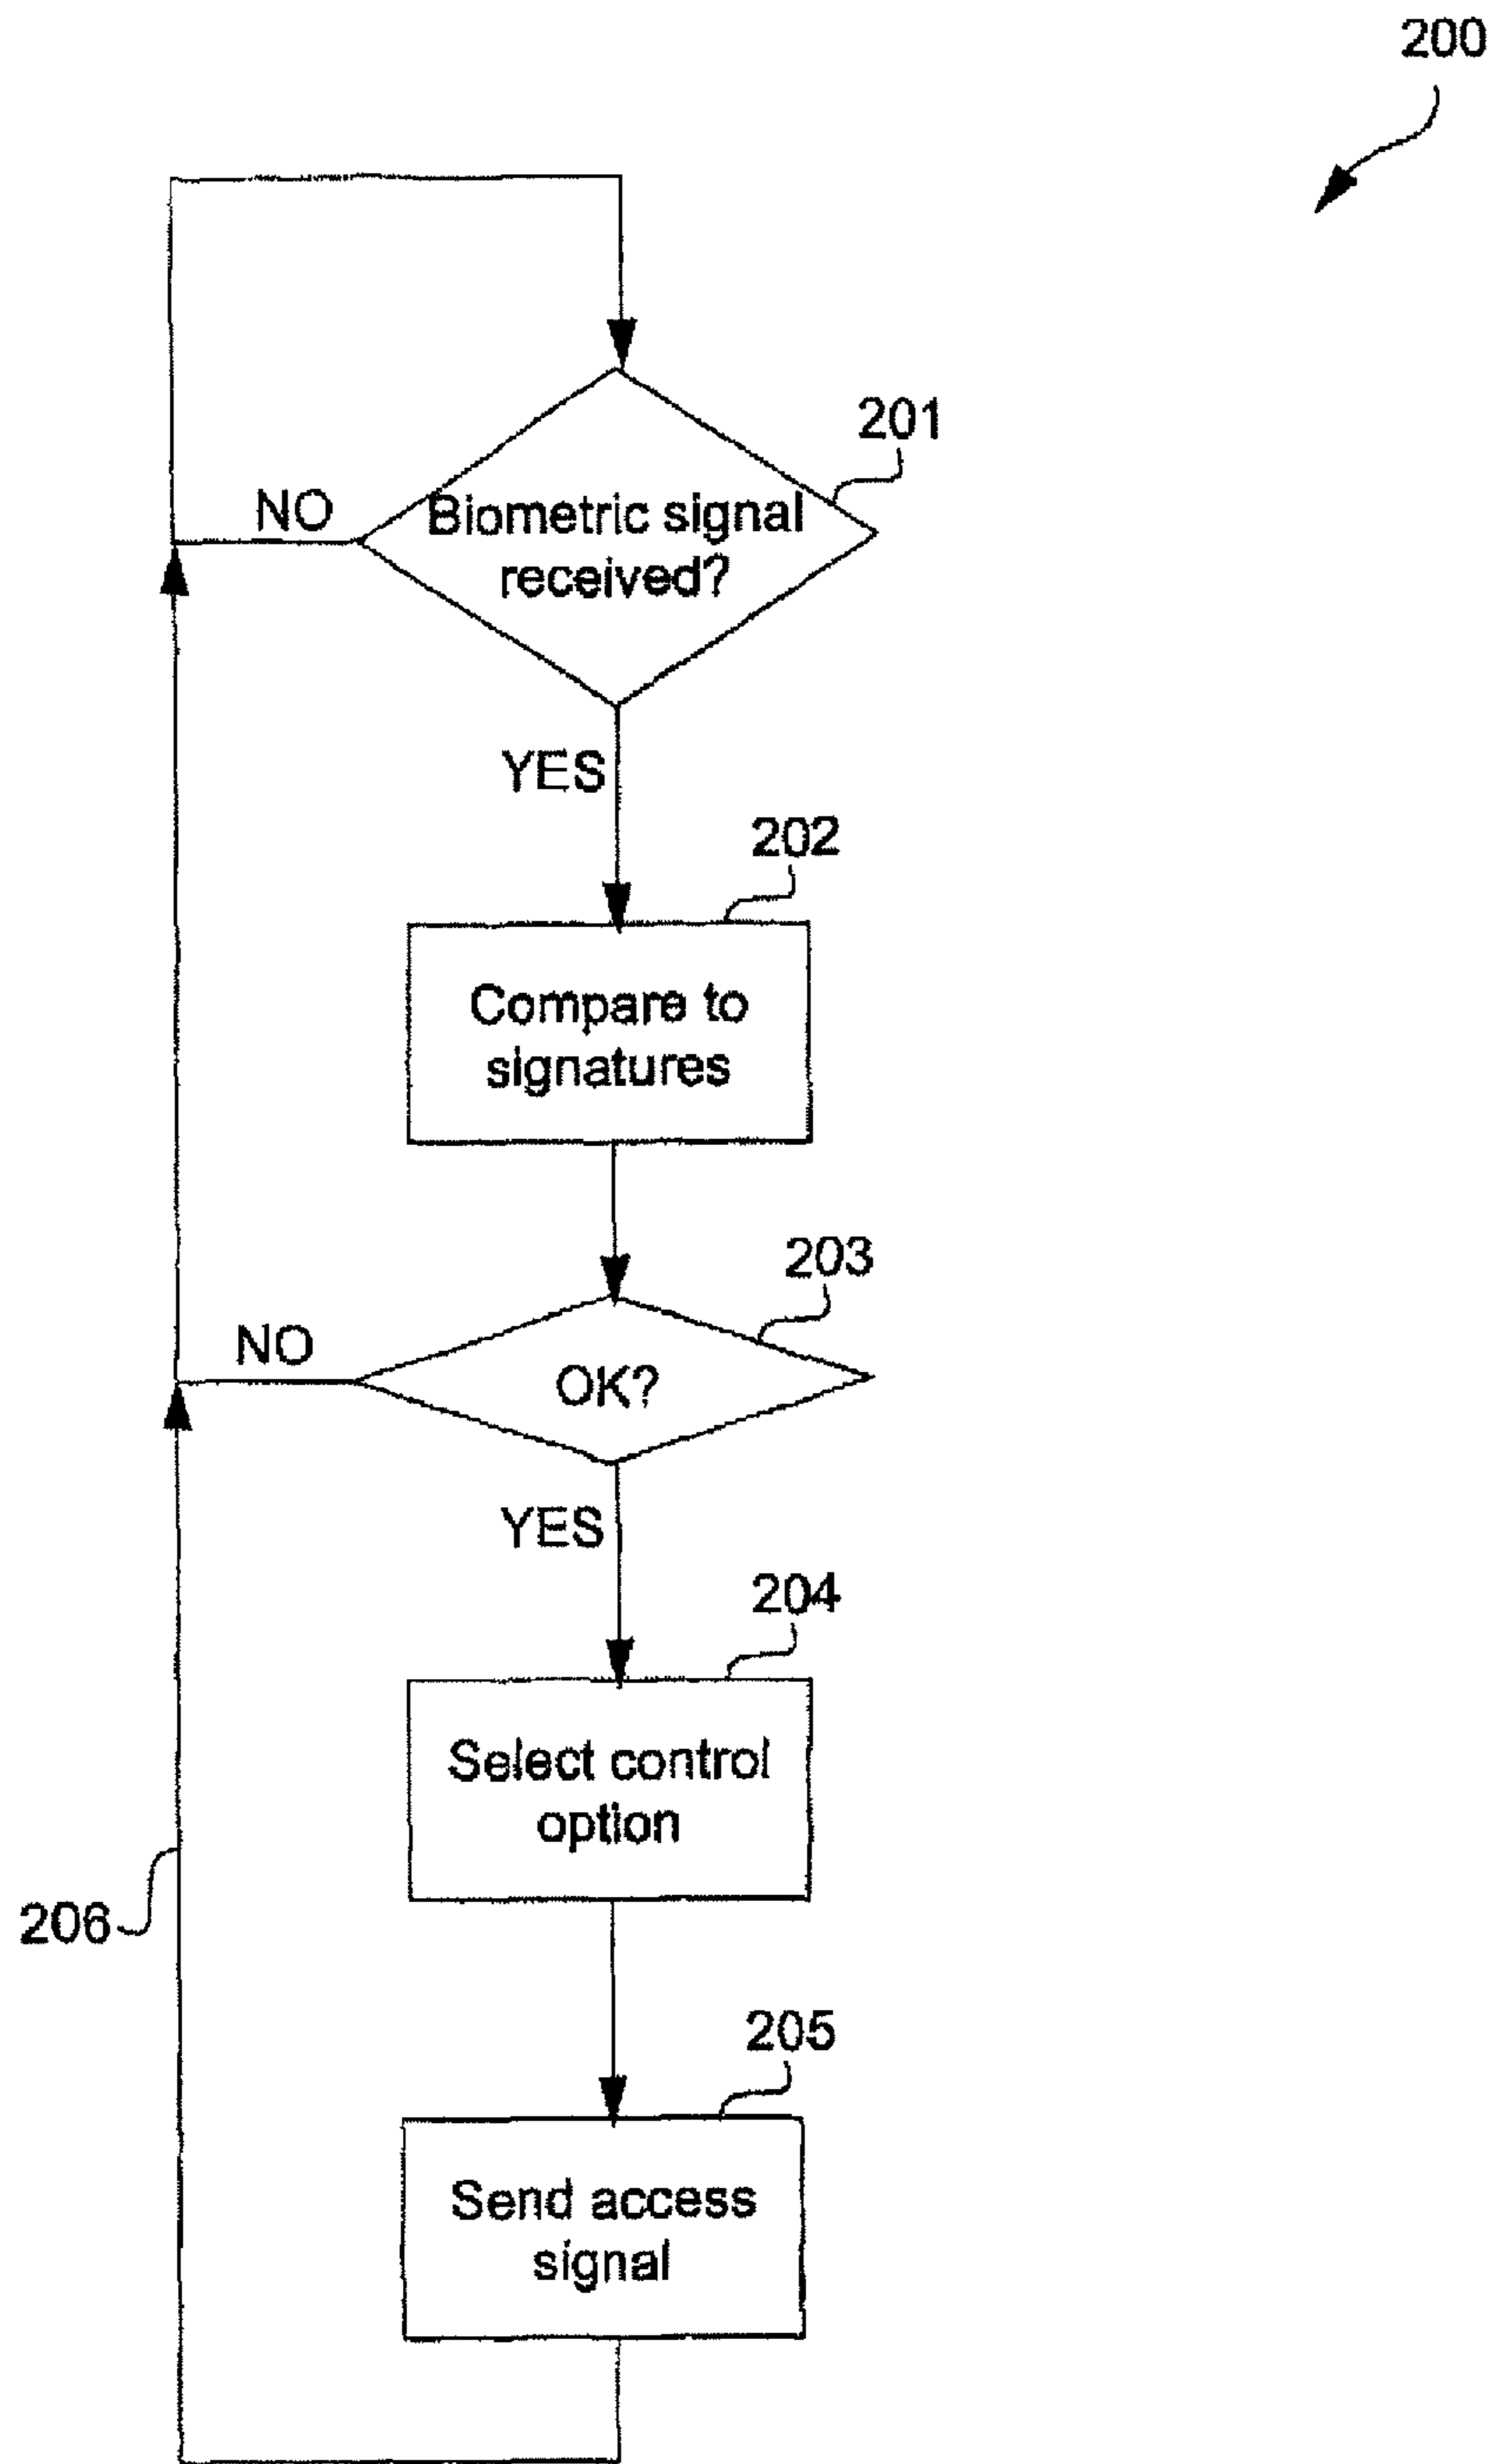 200
201
NO
Biometric signal
received?
YES
202
Compare to
signatures
203
NO
OK?
YES
204
Select control
option
206
205
Send access
signal